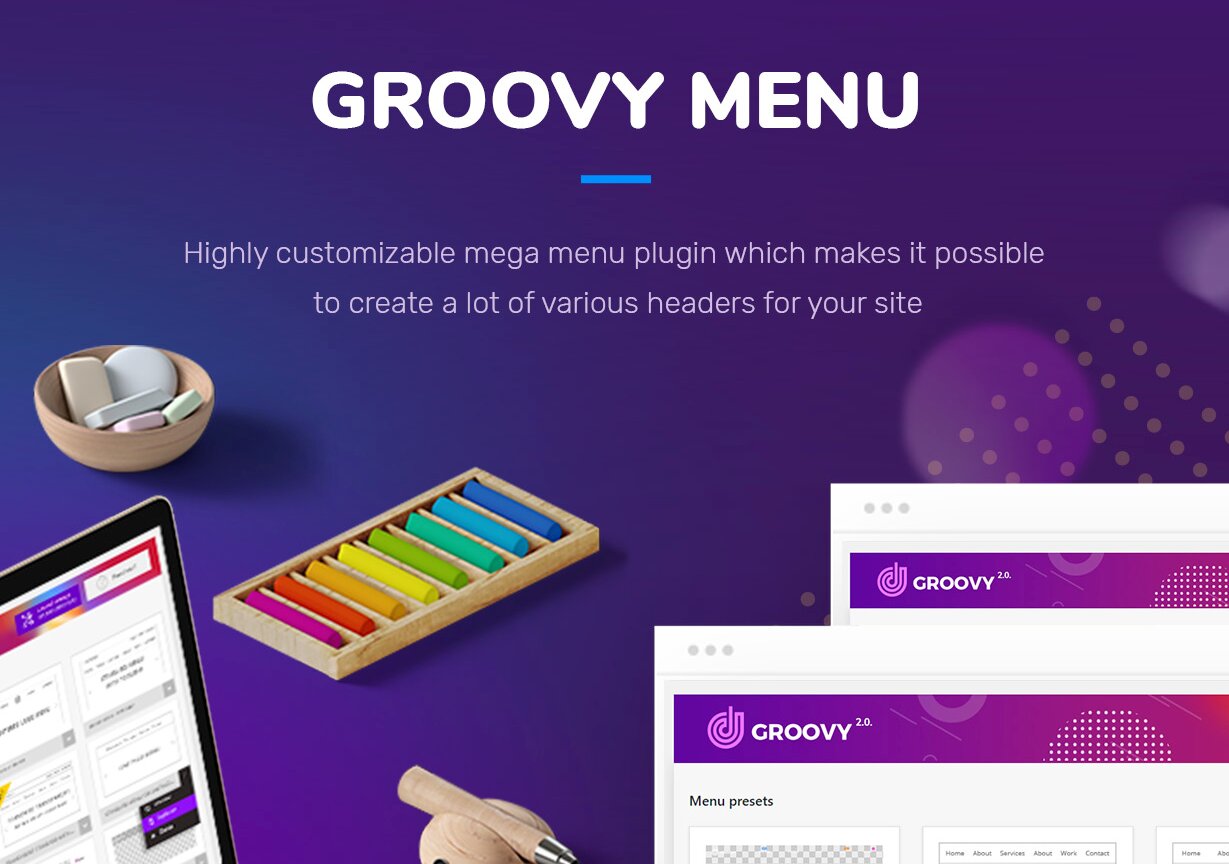 GROOVY MENU
Highly customizable mega menu plugin which makes it possible
to create a lot of various headers for your site
GROOVY 2.0.
GROOVY 2.0.
Menu presets
Home About Services About Work Contact
Home